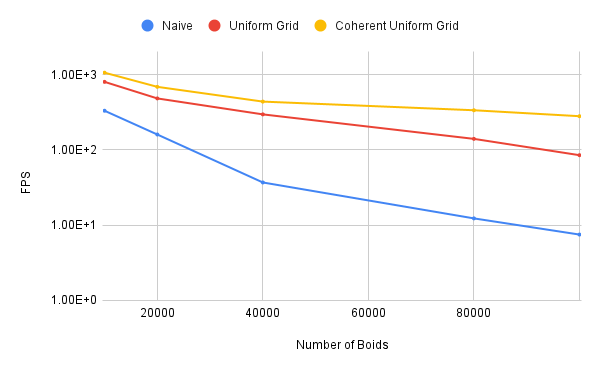 Naive Uniform Grid Coherent Uniform Grid
1.00E+3
1.00E+2
1.00E+1
1.00E+0
FPS
20000 40000 60000 80000
Number of Boids